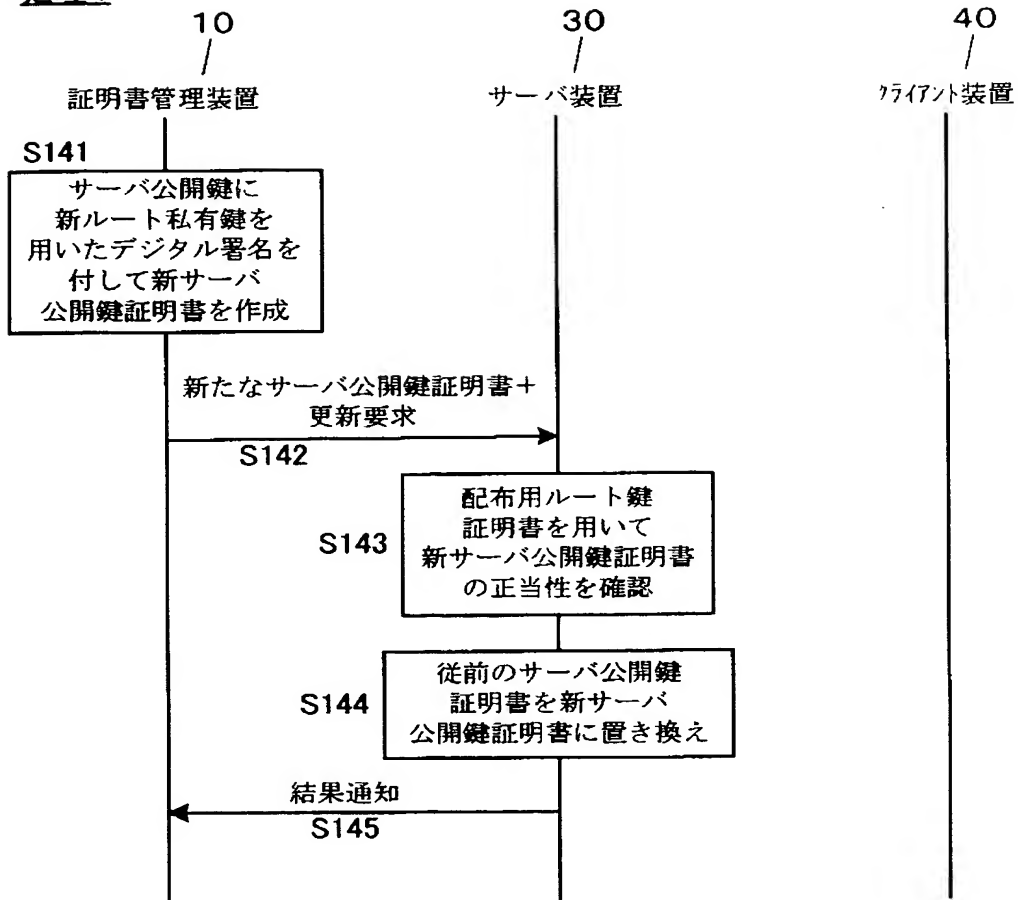 10
30
40
証明書管理装置
サーバ装置
クライアント装置
S141
サーバ公開鍵に
新ルート私有鍵を
用いたデジタル署名を
付して新サーバ
公開鍵証明書を作成
新たなサーバ公開鍵証明書+
更新要求
S142
S143
配布用ルート鍵
証明書を用いて
新サーバ公開鍵証明書
の正当性を確認
S144
従前のサーバ公開鍵
証明書を新サーバ
公開鍵証明書に置き換え
結果通知
S145